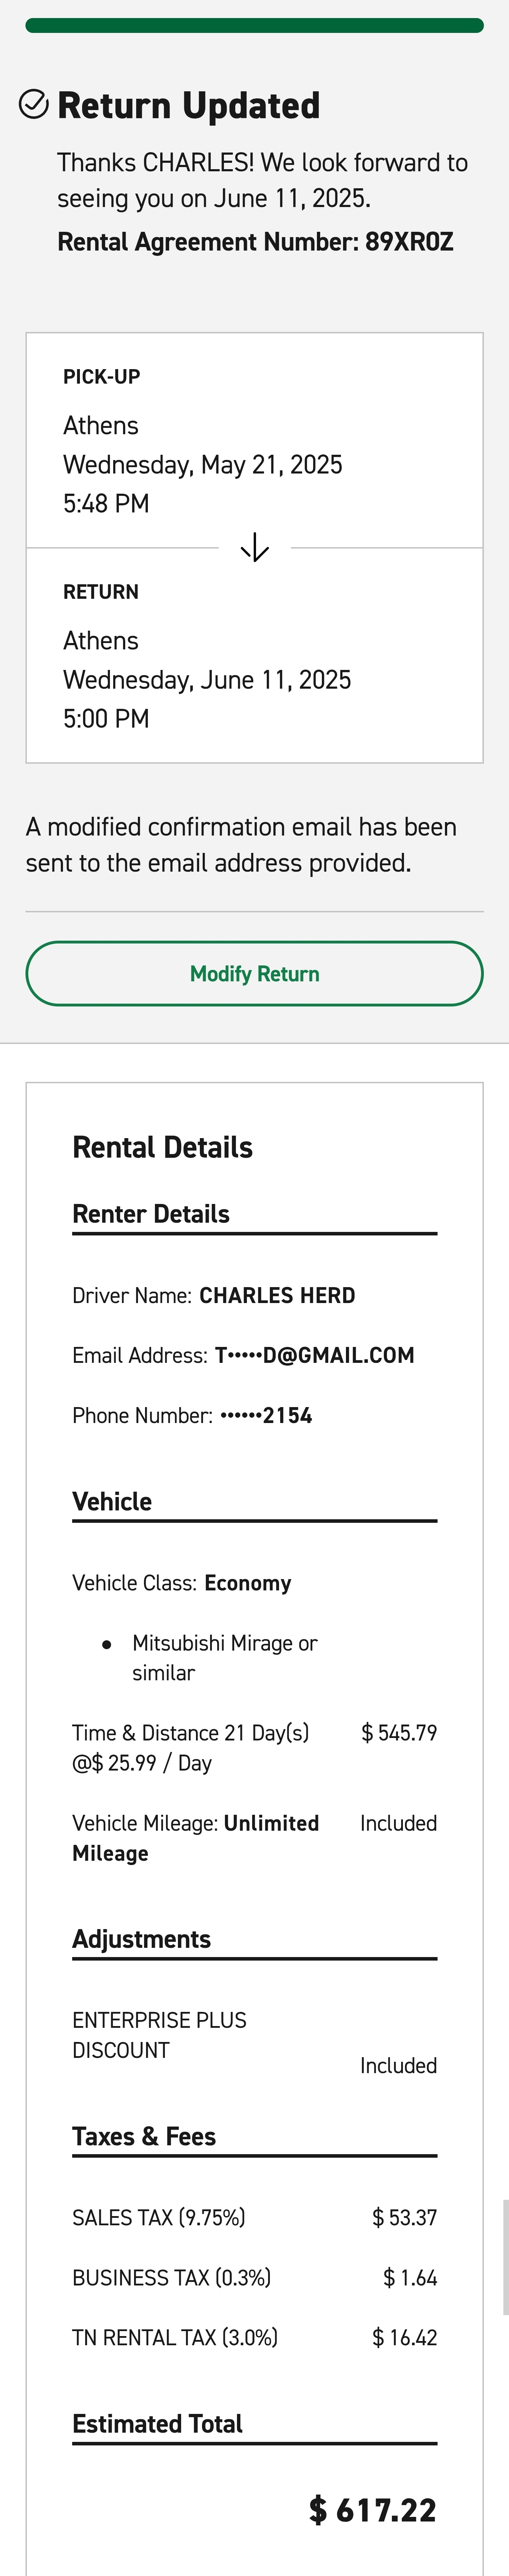 Return Updated
Thanks CHARLES! We look forward to
seeing you on June 11, 2025.
Rental Agreement Number: 89XR0Z
PICK-UP
Athens
Wednesday, May 21, 2025
5:48 PM
RETURN
Athens
Wednesday, June 11, 2025
5:00 PM
A modified confirmation email has been
sent to the email address provided.
Modify Return
Rental Details
Renter Details
Driver Name: CHARLES HERD
Email Address: T•••••D@GMAIL.COM
Phone Number: ••••••2154
Vehicle
Vehicle Class: Economy
• Mitsubishi Mirage or
similar
Time & Distance 21 Day(s) $ 545.79
@$ 25.99 / Day
Vehicle Mileage: Unlimited Included
Mileage
Adjustments
ENTERPRISE PLUS
DISCOUNT
Included
Taxes & Fees
SALES TAX (9.75%) $ 53.37
BUSINESS TAX (0.3%) $ 1.64
TN RENTAL TAX (3.0%) $ 16.42
Estimated Total
$ 617.22